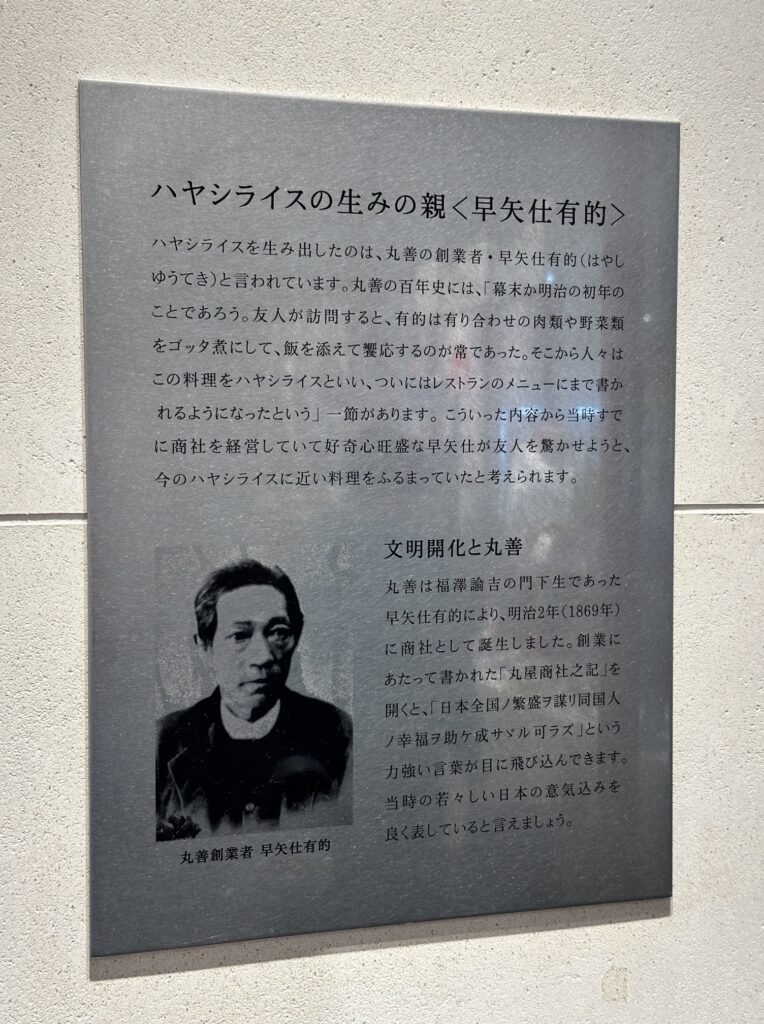 ハヤシライスの生みの親<早矢仕有的>
ハヤシライスを生み出したのは、丸善の創業者・早矢仕有的(はやし
ゆうてき)と言われています。丸善の百年史には、「幕末か明治の初年の
ことであろう。友人が訪問すると、有的は有り合わせの肉類や野菜類
をゴッタ煮にして、飯を添えて饗応するのが常であった。そこから人々は
この料理をハヤシライスといい、ついにはレストランのメニューにまで書か
れるようになったという」一節があります。こういった内容から当時すで
に商社を経営していて好奇心旺盛な早矢仕が友人を驚かせようと、
今のハヤシライスに近い料理をふるまっていたと考えられます。
文明開化と丸善
丸善は福澤諭吉の門下生であった
早矢仕有的により、明治2年(1869年)
に商社として誕生しました。創業に
あたって書かれた「丸屋商社之記」を
開くと、「日本全国ノ繁盛ヲ謀リ同国人
ノ幸福ヲ助ケ成サヾル可ラズ」という
力強い言葉が目に飛び込んできます。
当時の若々しい日本の意気込みを
良く表していると言えましょう。
丸善創業者 早矢仕有的